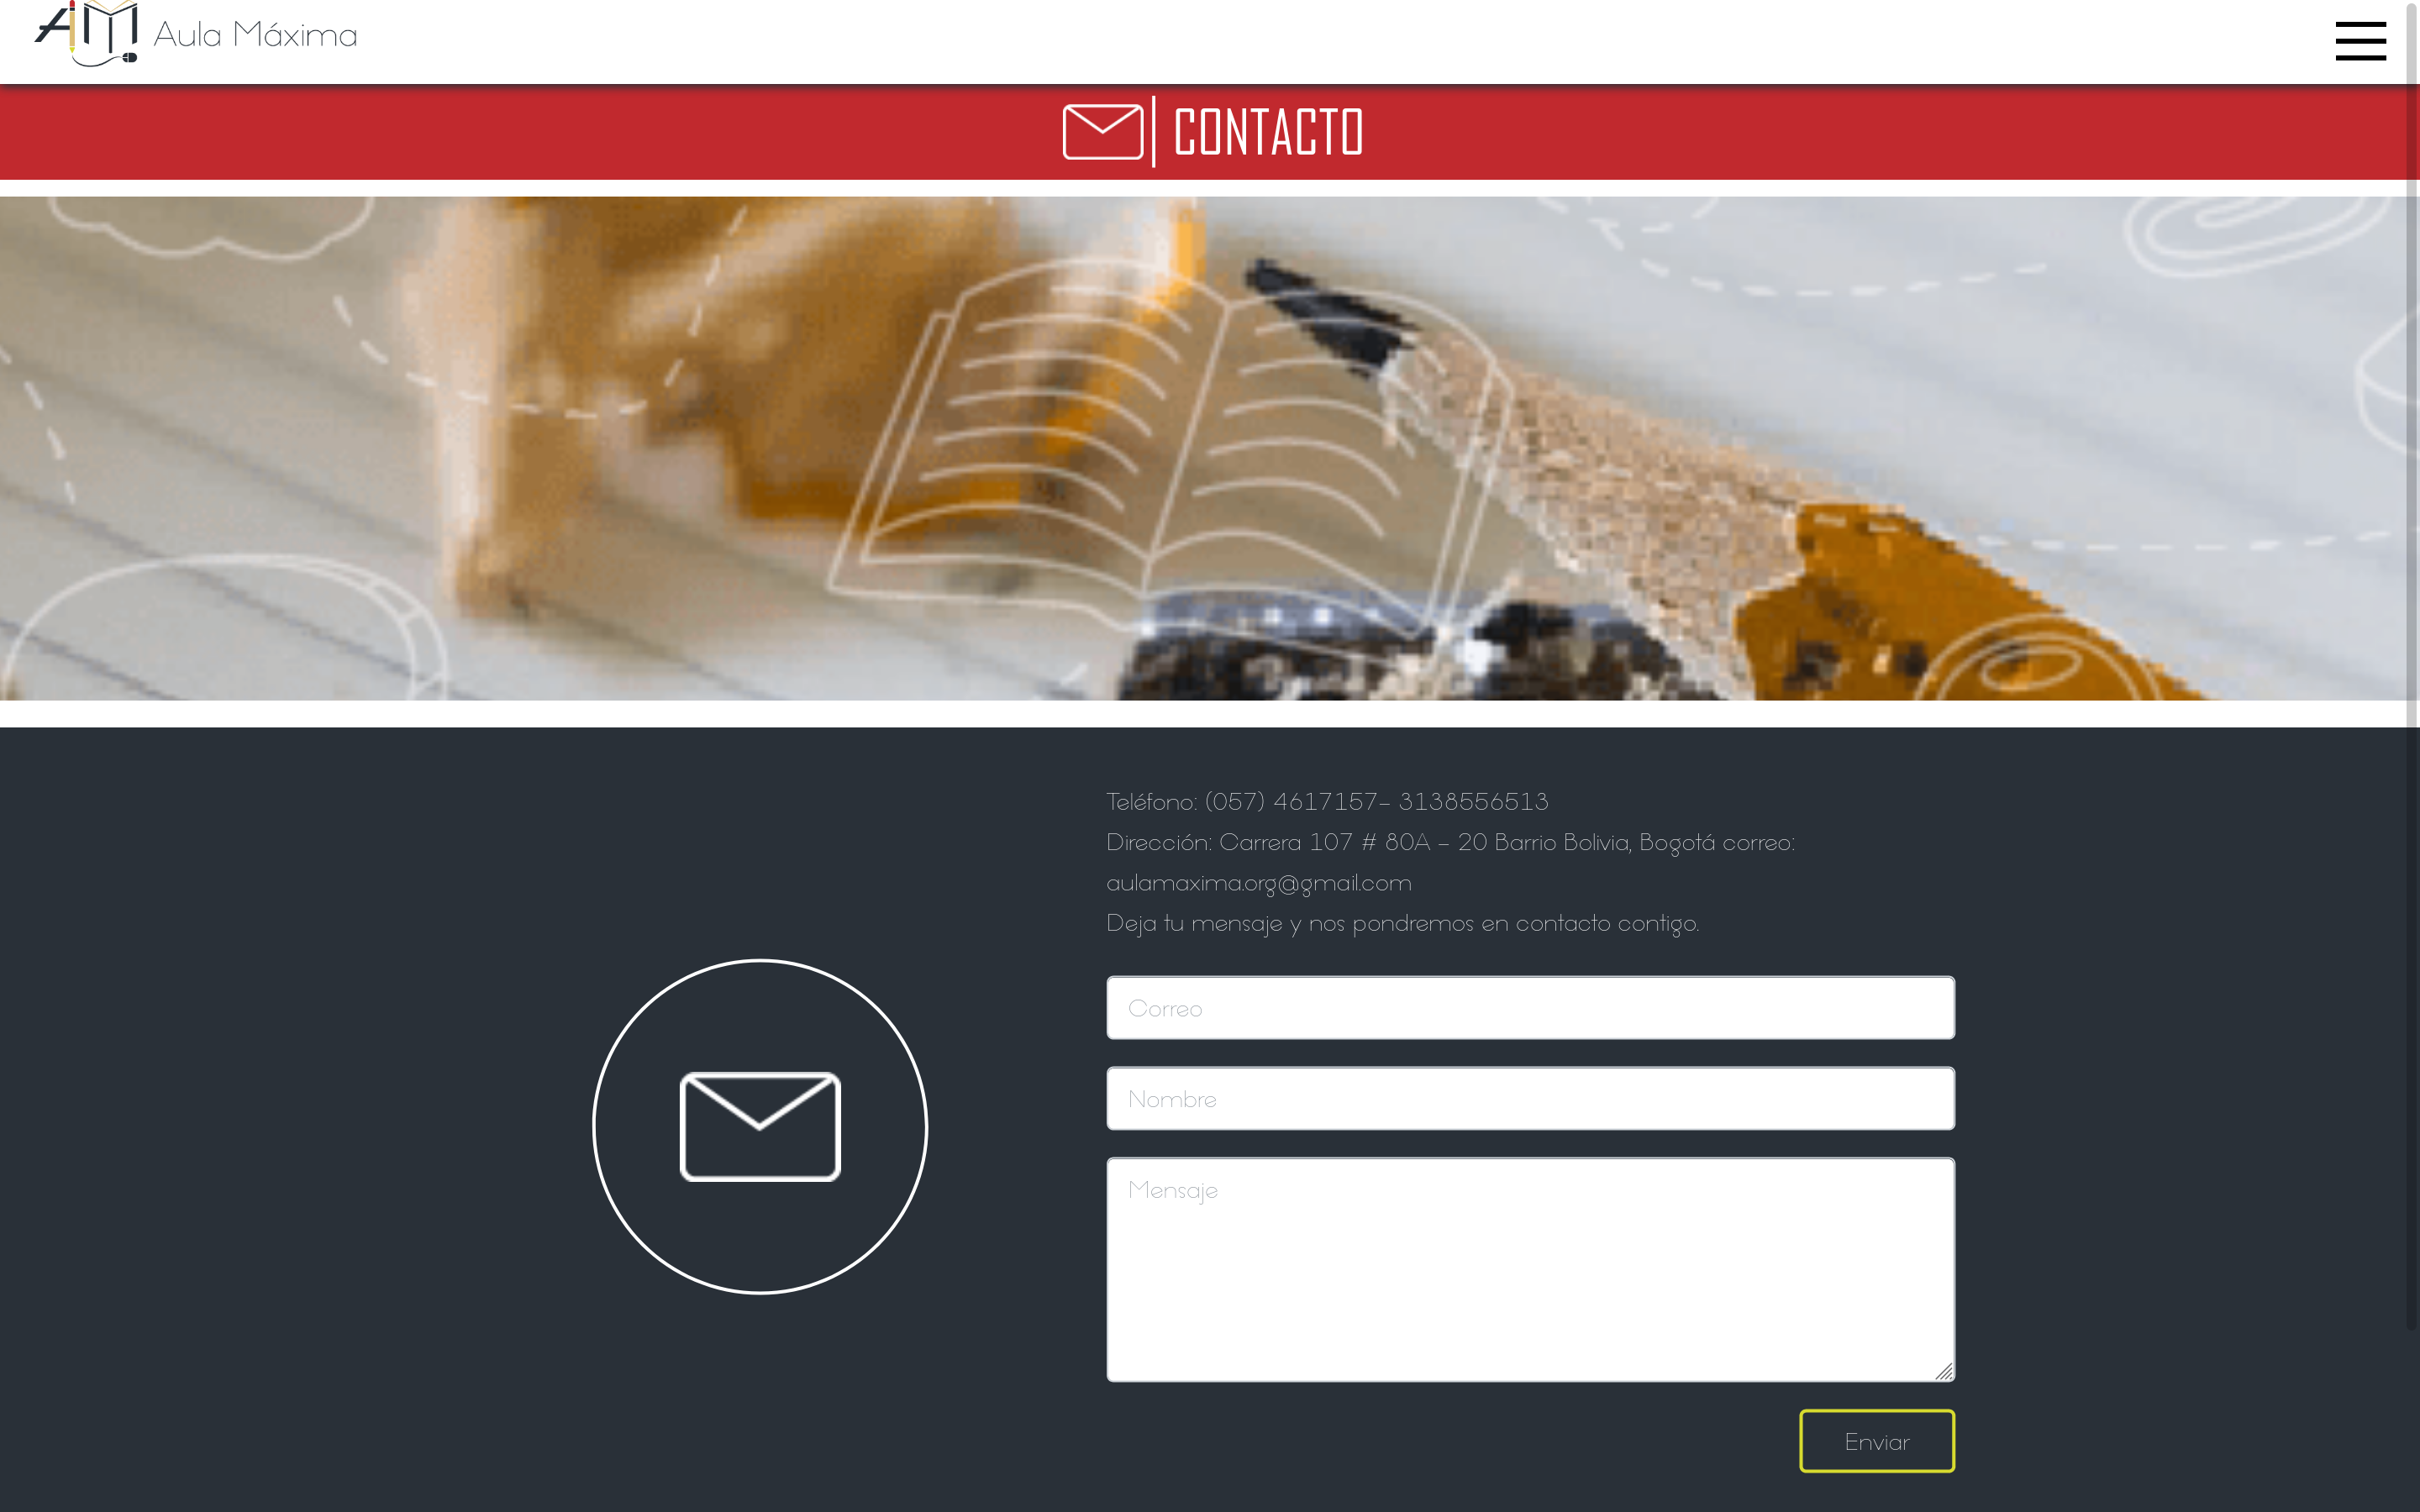 AM Aula Máxima
CONTACTO
Teléfono: (057) 4617157– 3138556513
Dirección: Carrera 107 # 80A – 20 Barrio Bolivia, Bogotá correo:
aulamaxima.org@gmail.com
Deja tu mensaje y nos pondremos en contacto contigo.
Correo
Nombre
Mensaje
Enviar